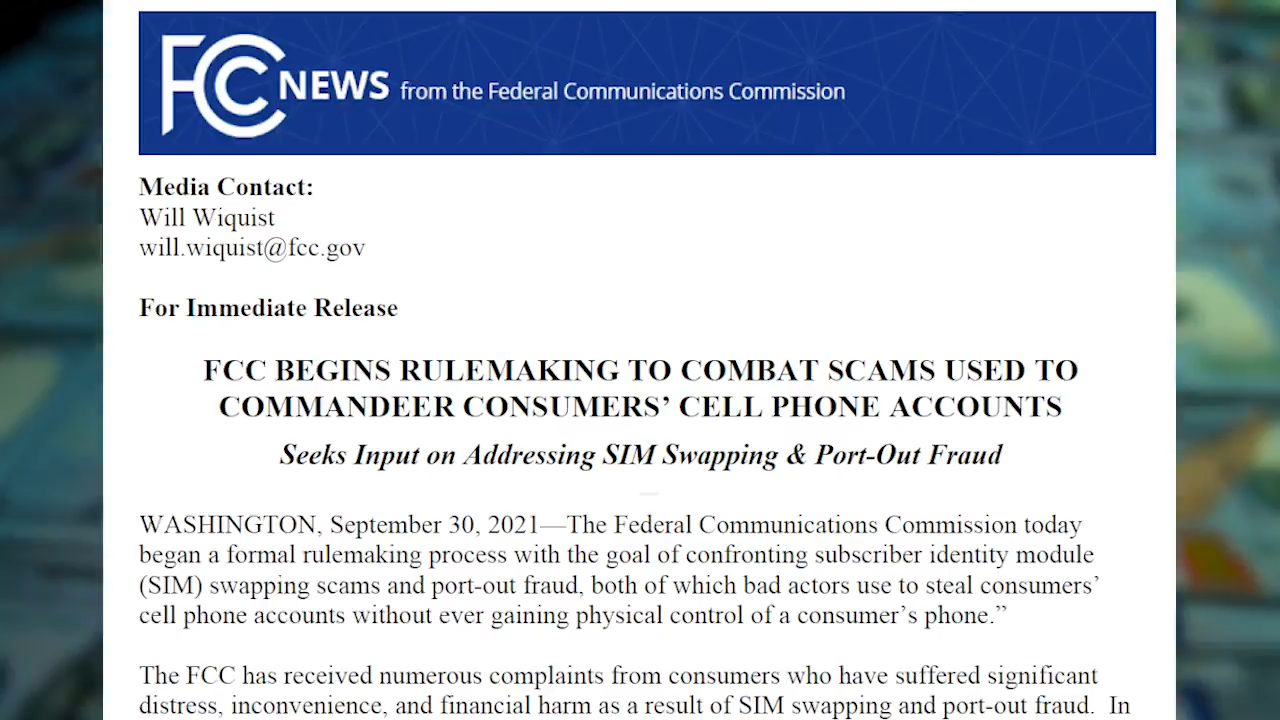 FCC NEWS from the Federal Communications Commission
Media Contact:
Will Wiquist
will.wiquist@fcc.gov
For Immediate Release
FCC BEGINS RULEMAKING TO COMBAT SCAMS USED TO
COMMANDEER CONSUMERS’ CELL PHONE ACCOUNTS
Seeks Input on Addressing SIM Swapping & Port-Out Fraud
WASHINGTON, September 30, 2021—The Federal Communications Commission today
began a formal rulemaking process with the goal of confronting subscriber identity module
(SIM) swapping scams and port-out fraud, both of which bad actors use to steal consumers’
cell phone accounts without ever gaining physical control of a consumer’s phone.”
The FCC has received numerous complaints from consumers who have suffered significant
distress, inconvenience, and financial harm as a result of SIM swapping and port-out fraud.  In